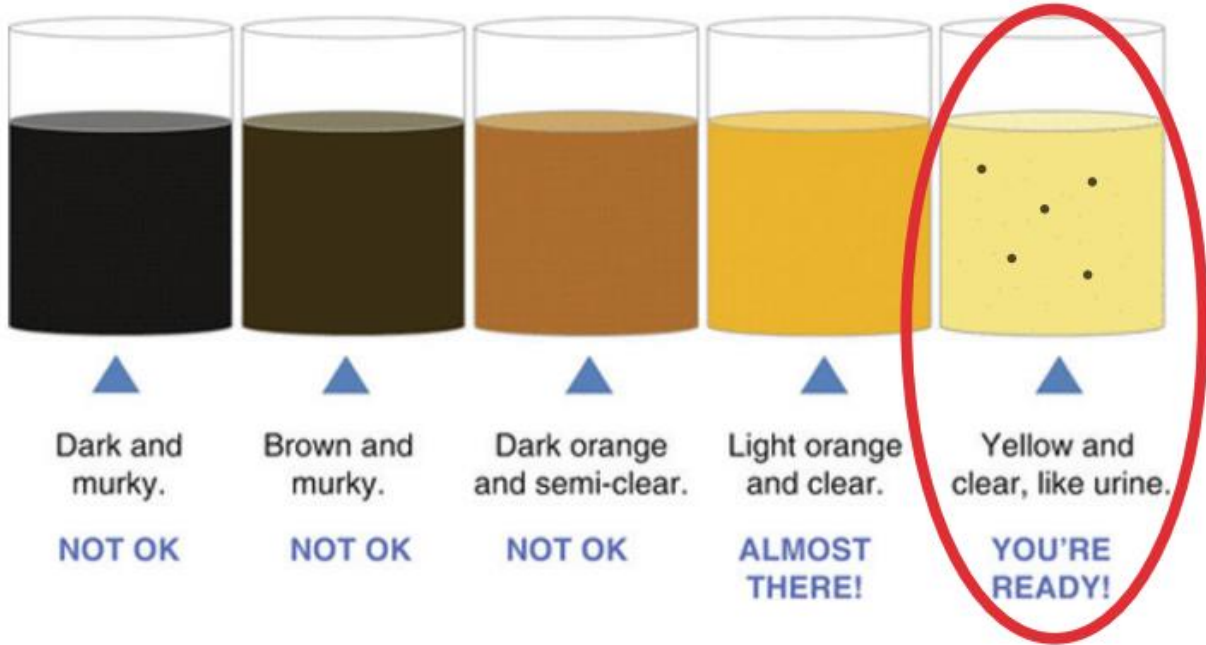 Dark and
murky.
NOT OK
Brown and
murky.
NOT OK
Dark orange
and semi-clear.
NOT OK
Light orange
and clear.
ALMOST
THERE!
Yellow and
clear, like urine.
YOU'RE
READY!